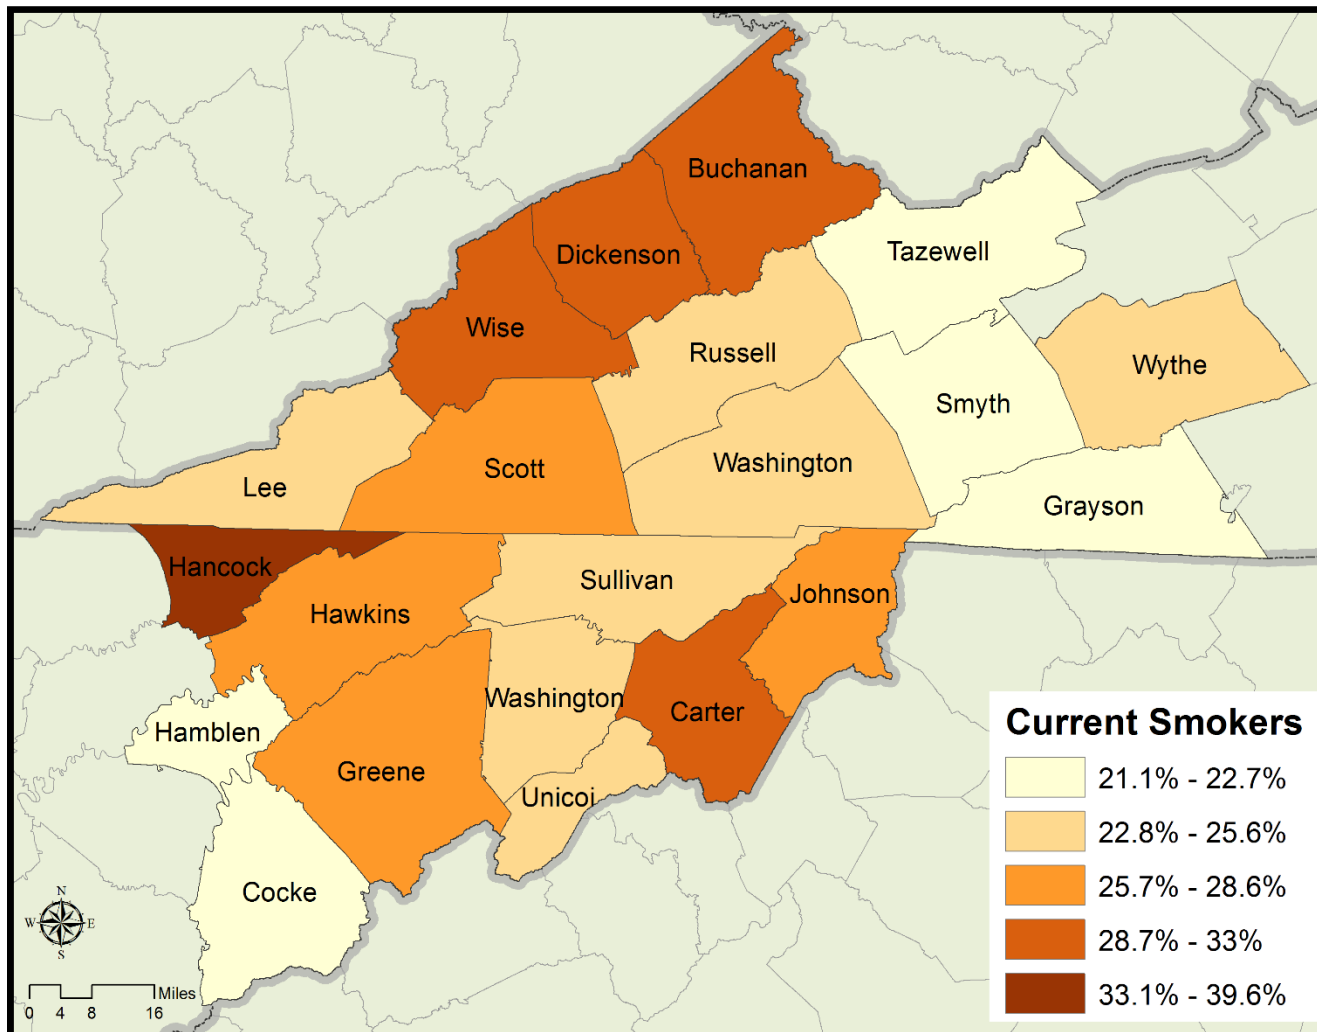 Buchanan
Tazewell
Dickenson
Wise
Russell
Wythe
Smyth
Washington
Scott
Lee
Grayson
Hancock
Sullivan
Johnson
Hawkins
Washington
Carter
Hamblen
Greene
Unicoi
Cocke
N
W E
S
Miles
0 4 8 16
Current Smokers
21.1% - 22.7%
22.8% - 25.6%
25.7% - 28.6%
28.7% - 33%
33.1% - 39.6%